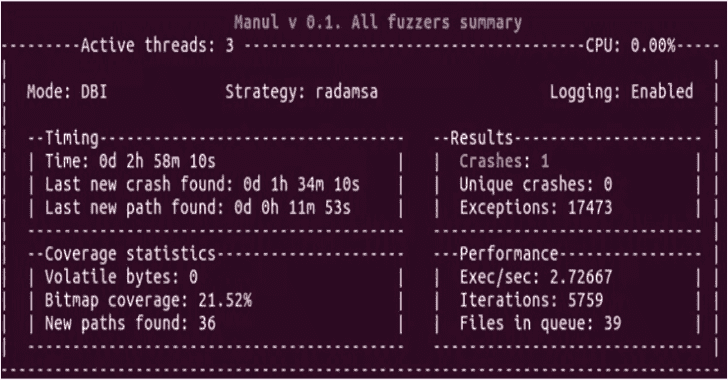 Manul v 0.1. All fuzzers summary
---------Active threads: 3 -----------------------------------CPU: 0.00%-----
Mode: DBI Strategy: radamsa Logging: Enabled
--Timing----------------------------------- --Results----------------------
| Time: 0d 2h 58m 10s | | Crashes: 1 |
| Last new crash found: 0d 1h 34m 10s | | Unique crashes: 0 |
| Last new path found: 0d 0h 11m 53s | | Exceptions: 17473 |
--Coverage statistics---------------------- ---Performance-----------------
| Volatile bytes: 0 | | Exec/sec: 2.72667 |
| Bitmap coverage: 21.52% | | Iterations: 5759 |
| New paths found: 36 | | Files in queue: 39 |